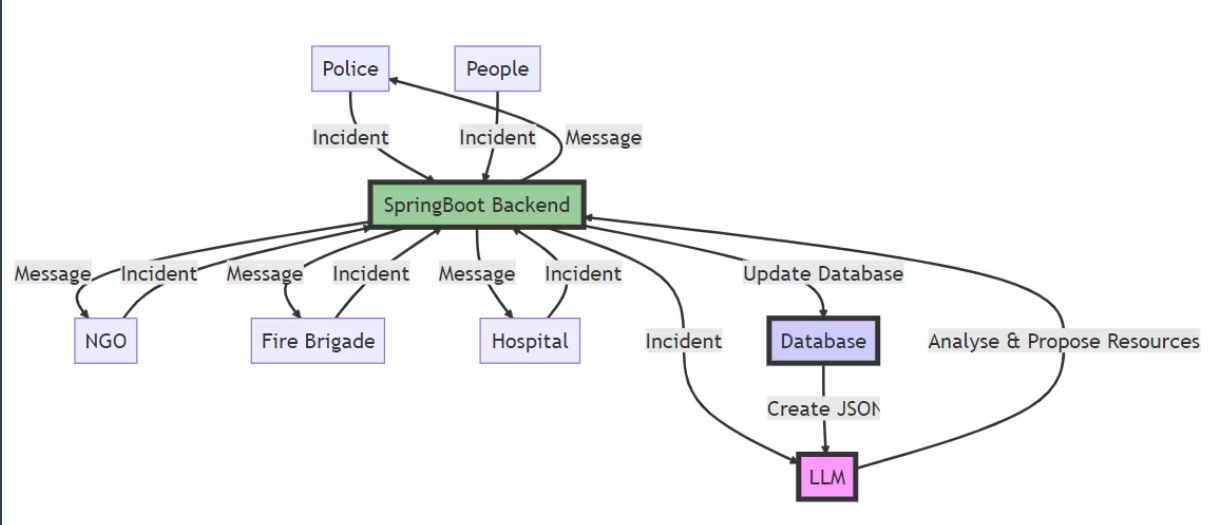 Police
People
Incident
Incident
Message
SpringBoot Backend
Message
Incident
Message
Incident
Message
Incident
Update Database
NGO
Fire Brigade
Hospital
Incident
Database
Analyse & Propose Resources
Create JSON
LLM